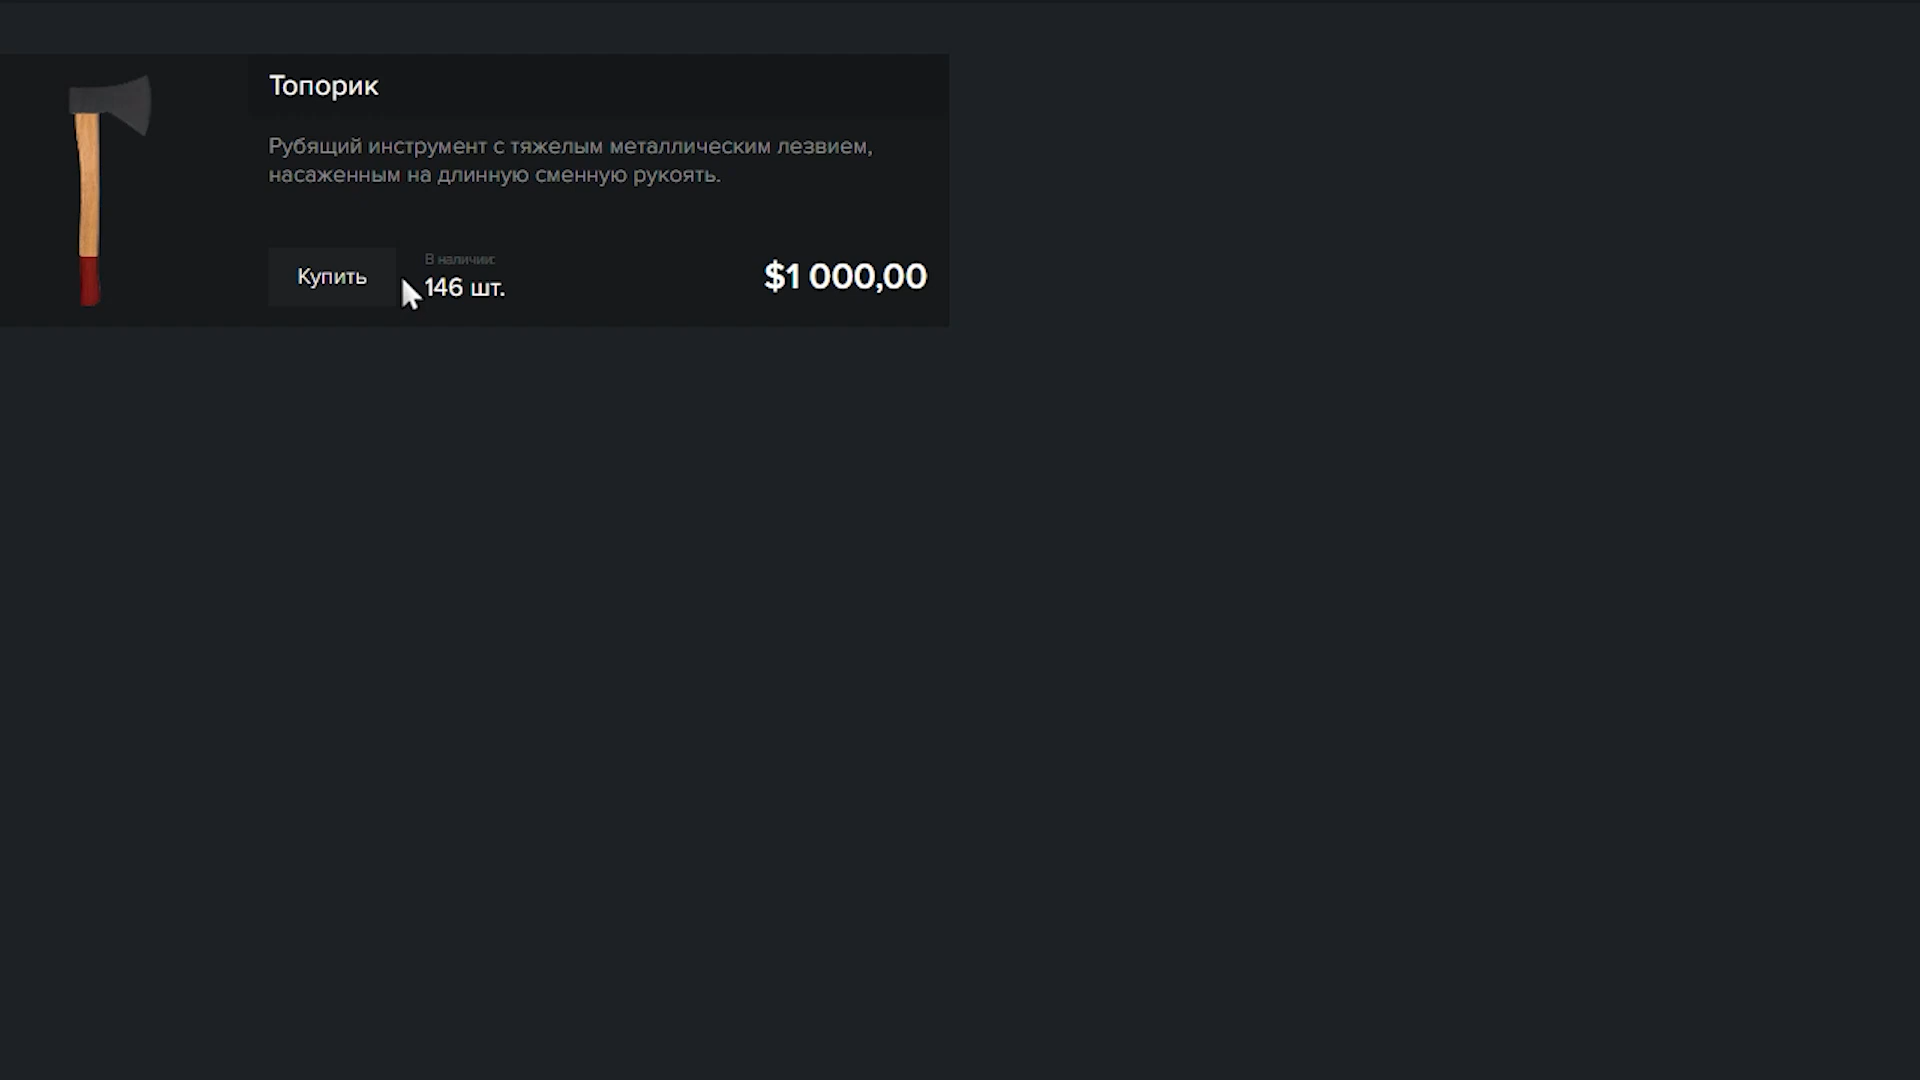 Топорик
Рубящий инструмент с тяжелым металлическим лезвием,
насаженным на длинную сменную рукоять.
Купить
В наличии:
146 шт.
$1 000,00